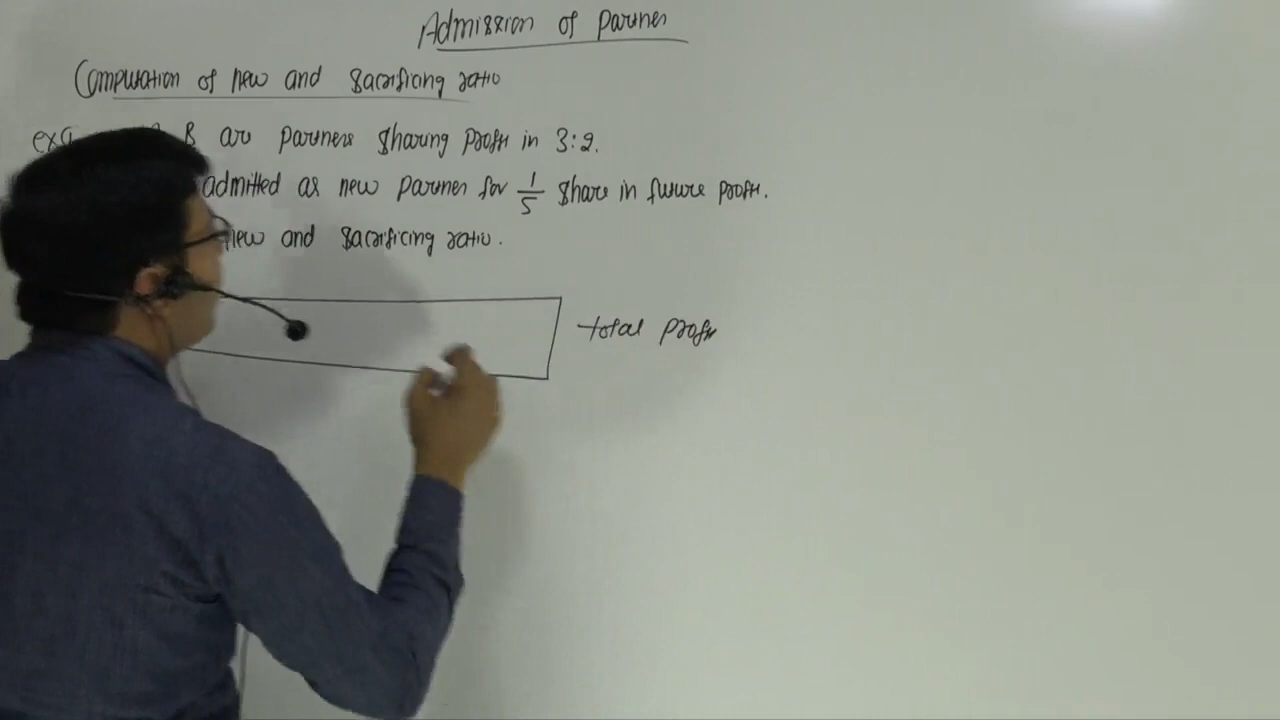 Admission of Partner
Computation of new and Sacrificing ratio
B are partners sharing profit in 3:2.
admitted as new partner for 1/5 share in future profit.
new and Sacrificing ratio.
total profit